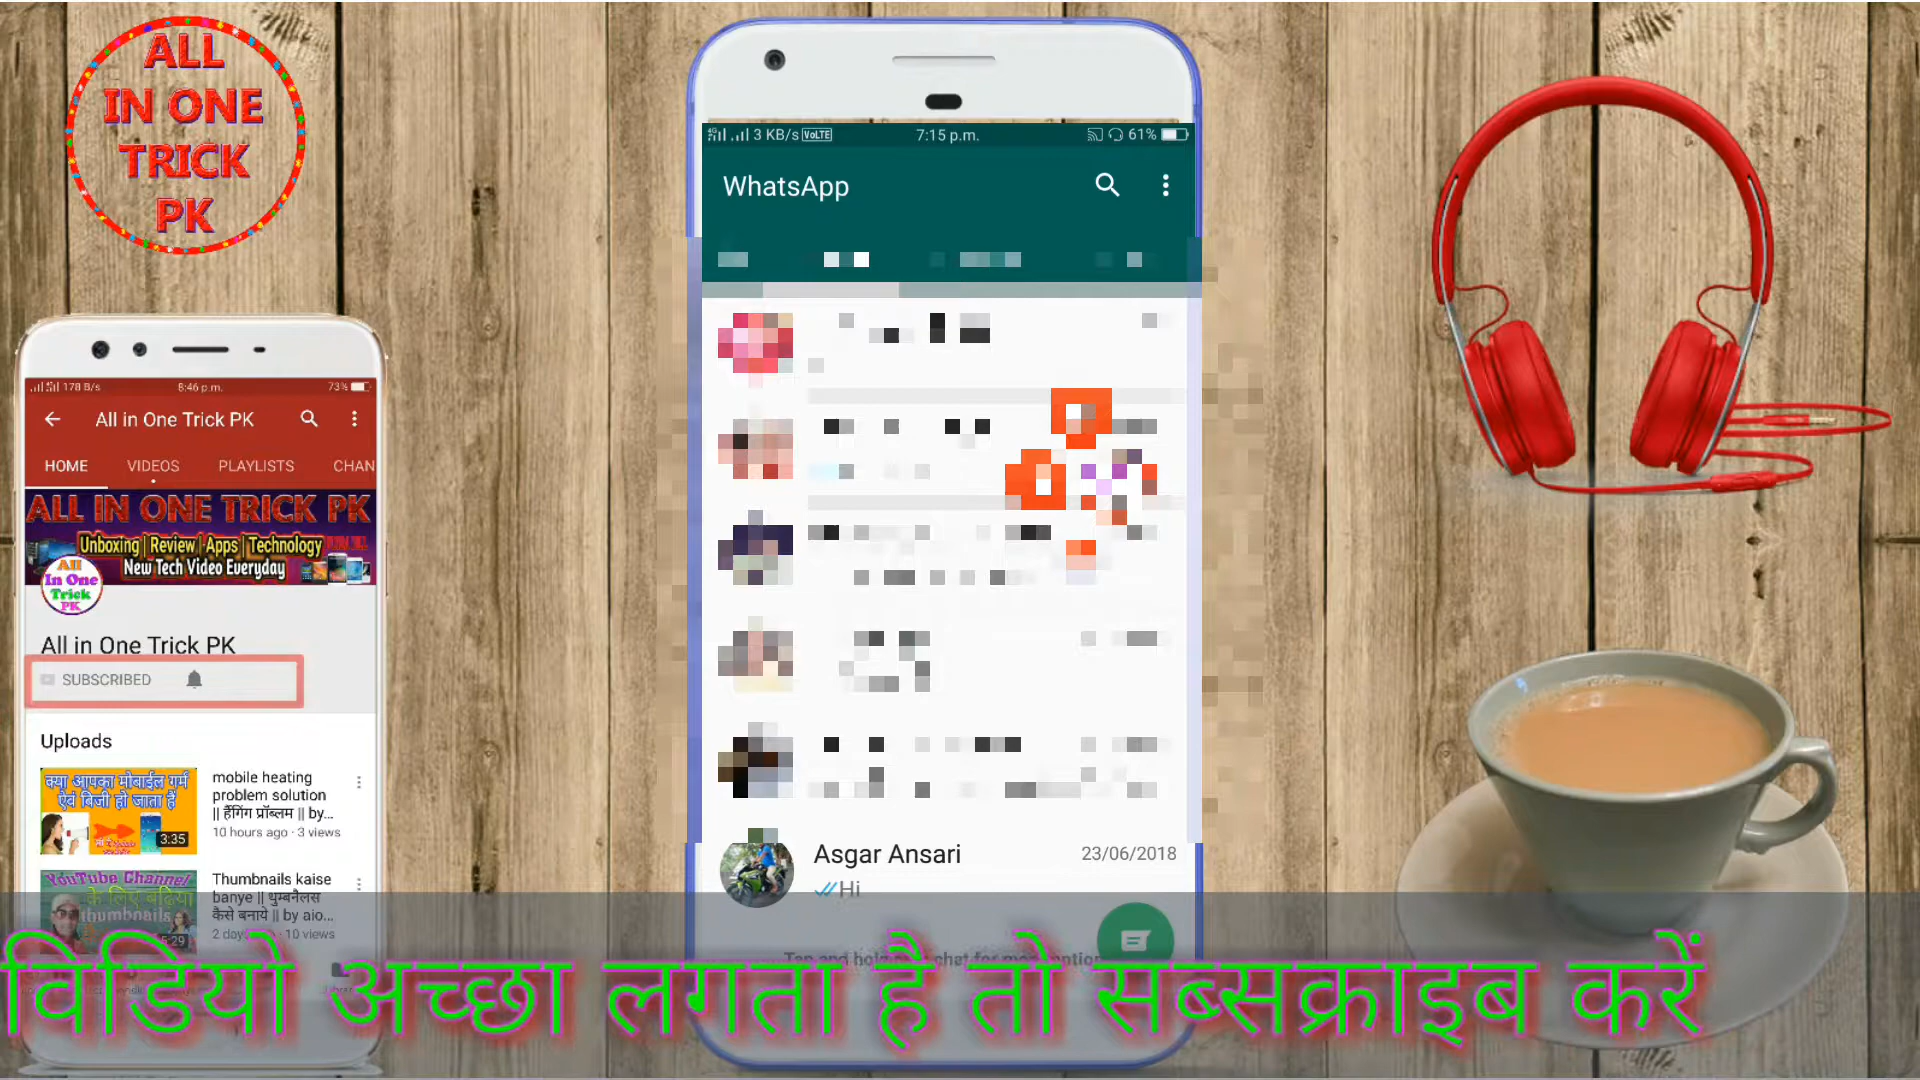 ALL
IN ONE
TRICK
PK
178 B/s
8:46 p.m.
73%
All in One Trick PK
HOME
VIDEOS
PLAYLISTS
CHAN
ALL IN ONE TRICK PK
Unboxing | Review | Apps | Technology
New Tech Video Everyday
All
In One
Trick
PK
All in One Trick PK
SUBSCRIBED
Uploads
क्या आपका मोबाईल गर्म
एवं बिजी हो जाता है
3:35
mobile heating
problem solution
|| हैंगिंग प्रॉब्लम || by...
10 hours ago · 3 views
YouTube Channel
के लिए बढ़िया
thumbnails
5:29
Thumbnails kaise
banye || थुम्बनैलस
कैसे बनाये || by aio...
10 views
3 KB/s VoLTE
7:15 p.m.
61%
WhatsApp
Asgar Ansari
23/06/2018
Hi
विडियो अच्छा लगता है तो सब्सक्राइब करें